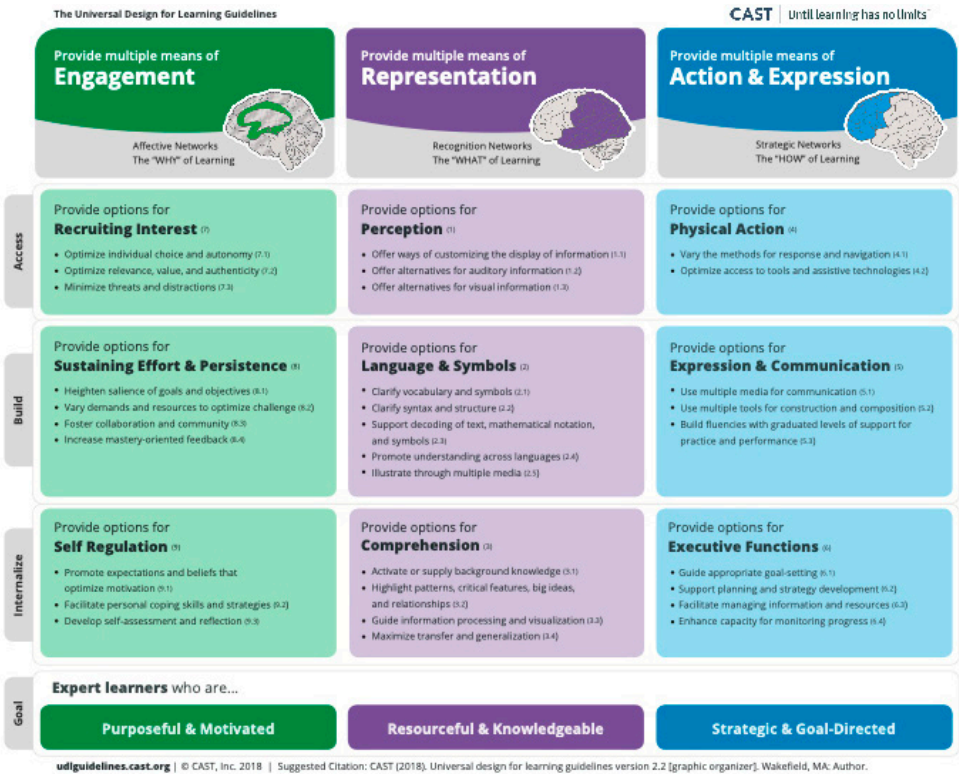 The Universal Design for Learning Guidelines
CAST | Until learning has no limits
Provide multiple means of
Engagement
Affective Networks
The "WHY" of Learning
Provide multiple means of
Representation
Recognition Networks
The "WHAT" of Learning
Provide multiple means of
Action & Expression
Strategic Networks
The "HOW" of Learning
Access
Provide options for
Recruiting Interest (7)
• Optimize individual choice and autonomy (7.1)
• Optimize relevance, value, and authenticity (7.2)
• Minimize threats and distractions (7.3)
Provide options for
Perception (1)
• Offer ways of customizing the display of information (1.1)
• Offer alternatives for auditory information (1.2)
• Offer alternatives for visual information (1.3)
Provide options for
Physical Action (4)
• Vary the methods for response and navigation (4.1)
• Optimize access to tools and assistive technologies (4.2)
Build
Provide options for
Sustaining Effort & Persistence (8)
• Heighten salience of goals and objectives (8.1)
• Vary demands and resources to optimize challenge (8.2)
• Foster collaboration and community (8.3)
• Increase mastery-oriented feedback (8.4)
Provide options for
Language & Symbols (2)
• Clarify vocabulary and symbols (2.1)
• Clarify syntax and structure (2.2)
• Support decoding of text, mathematical notation,
and symbols (2.3)
• Promote understanding across languages (2.4)
• Illustrate through multiple media (2.5)
Provide options for
Expression & Communication (5)
• Use multiple media for communication (5.1)
• Use multiple tools for construction and composition (5.2)
• Build fluencies with graduated levels of support for
practice and performance (5.3)
Internalize
Provide options for
Self Regulation (9)
• Promote expectations and beliefs that
optimize motivation (9.1)
• Facilitate personal coping skills and strategies (9.2)
• Develop self-assessment and reflection (9.3)
Provide options for
Comprehension (3)
• Activate or supply background knowledge (3.1)
• Highlight patterns, critical features, big ideas,
and relationships (3.2)
• Guide information processing and visualization (3.3)
• Maximize transfer and generalization (3.4)
Provide options for
Executive Functions (6)
• Guide appropriate goal-setting (6.1)
• Support planning and strategy development (6.2)
• Facilitate managing information and resources (6.3)
• Enhance capacity for monitoring progress (6.4)
Goal
Expert learners who are...
Purposeful & Motivated
Resourceful & Knowledgeable
Strategic & Goal-Directed
udlguidelines.cast.org | © CAST, Inc. 2018 | Suggested Citation: CAST (2018). Universal design for learning guidelines version 2.2 [graphic organizer]. Wakefield, MA: Author.